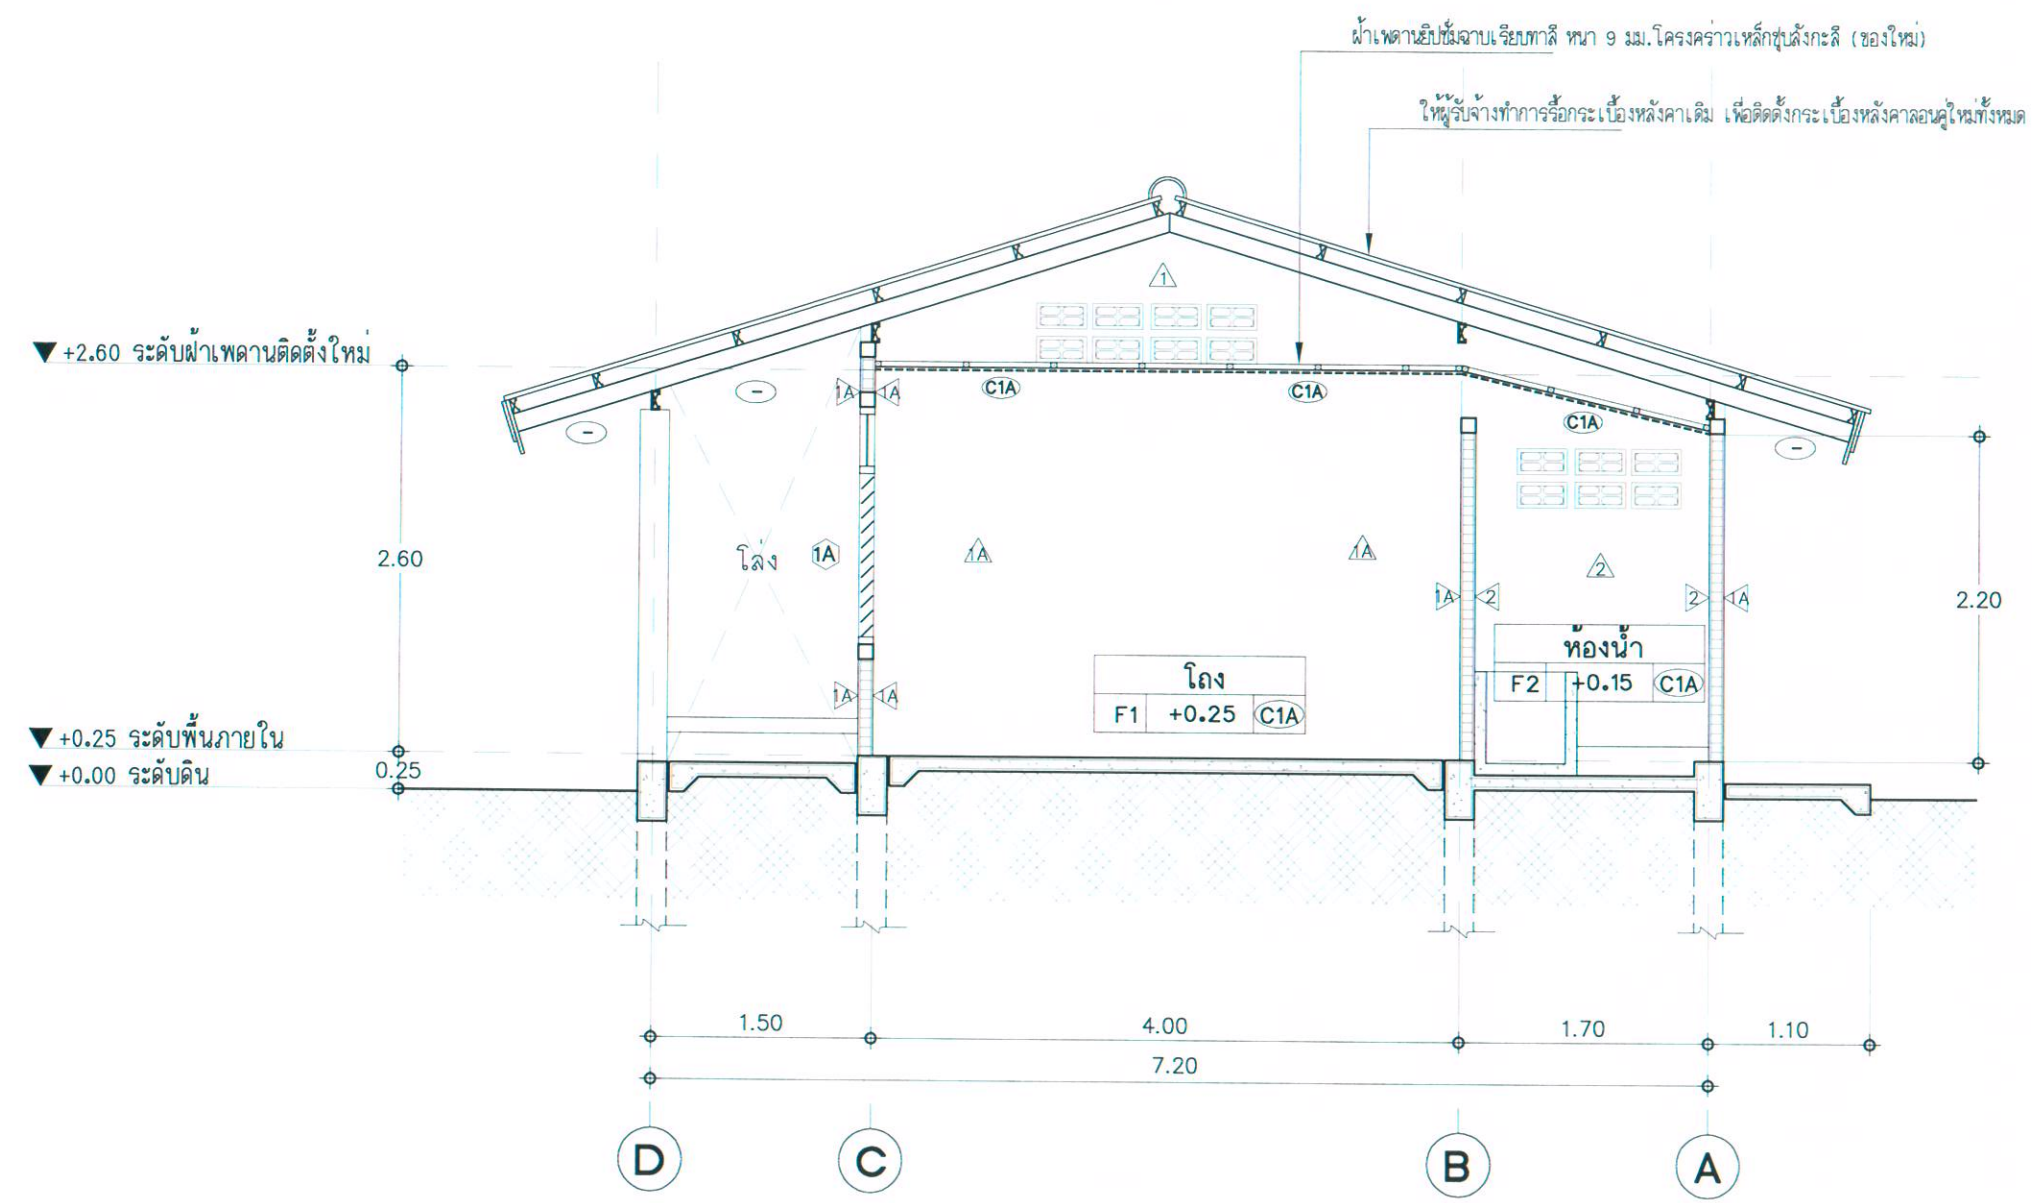 ฝ้าเพดานยิปซั่มฉาบเรียบทาสี หนา 9 มม.โครงคร่าวเหล็กชุบสังกะสี (ของใหม่)
ให้ผู้รับจ้างทำการรื้อกระเบื้องหลังคาเดิม เพื่อติดตั้งกระเบื้องหลังคาลอนคู่ใหม่ทั้งหมด
1
+2.60 ระดับฝ้าเพดานติดตั้งใหม่
- 1A 1A C1A C1A
- C1A -
2.60 โล่ง 1A 1A 1A 2
1A 2 2 1A 2.20
ห้องน้ำ
F2 +0.15 C1A
โถง
1A 1A F1 +0.25 C1A
+0.25 ระดับพื้นภายใน
+0.00 ระดับดิน 0.25
1.50 4.00 1.70 1.10
7.20
D C B A